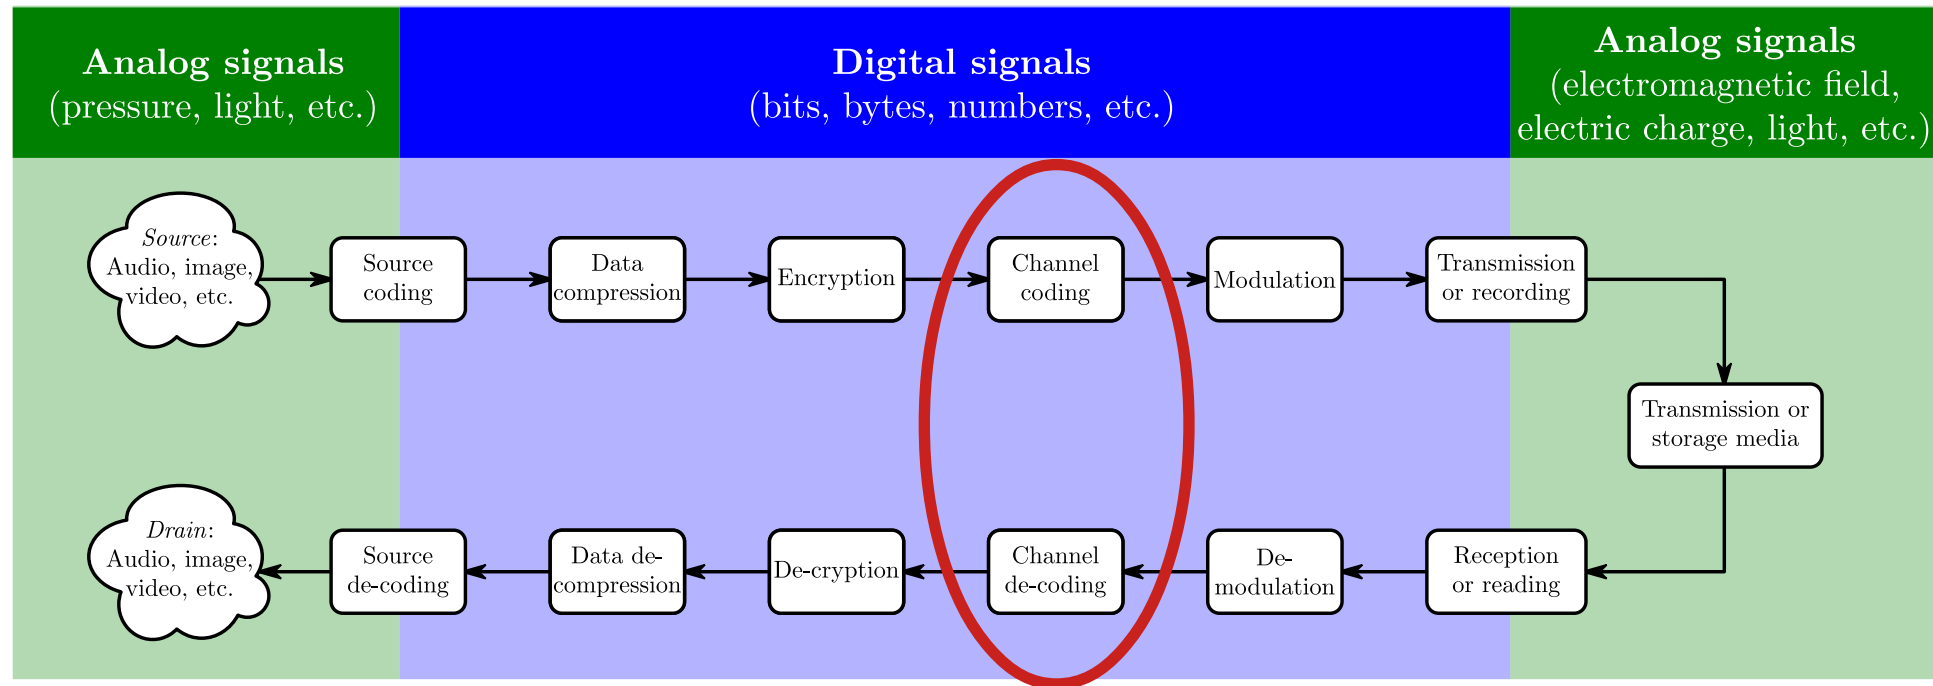 Analog signals
(pressure, light, etc.)
Digital signals
(bits, bytes, numbers, etc.)
Analog signals
(electromagnetic field,
electric charge, light, etc.)
Source:
Audio, image,
video, etc.
Source
coding
Data
compression
Encryption
Channel
coding
Modulation
Transmission
or recording
Transmission or
storage media
Drain:
Audio, image,
video, etc.
Source
de-coding
Data de-
compression
De-cryption
Channel
de-coding
De-
modulation
Reception
or reading